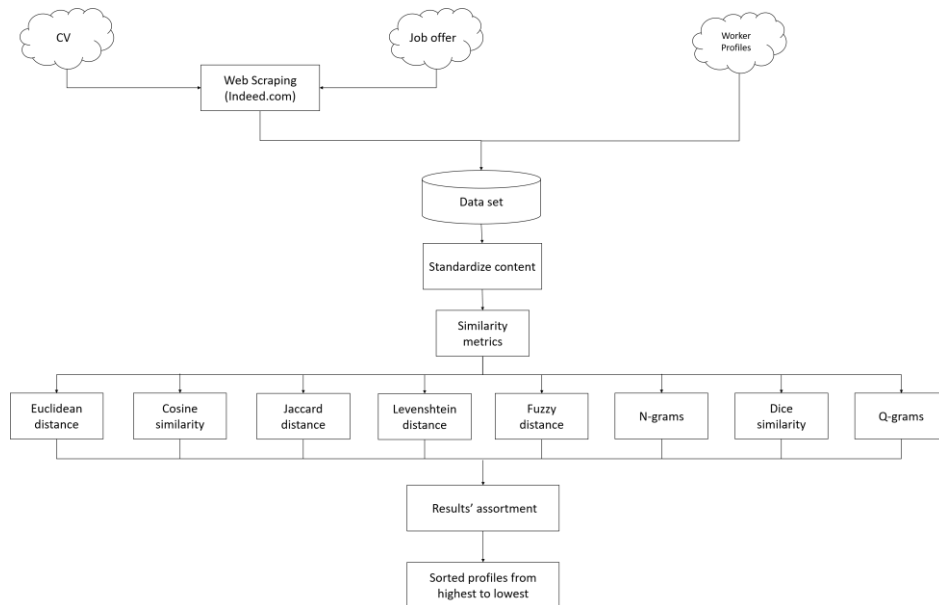 CV
Job offer
Worker
Profiles
Web Scraping
(Indeed.com)
Data set
Standardize content
Similarity
metrics
Euclidean
distance
Cosine
similarity
Jaccard
distance
Levenshtein
distance
Fuzzy
distance
N-grams
Dice
similarity
Q-grams
Results’ assortment
Sorted profiles from
highest to lowest